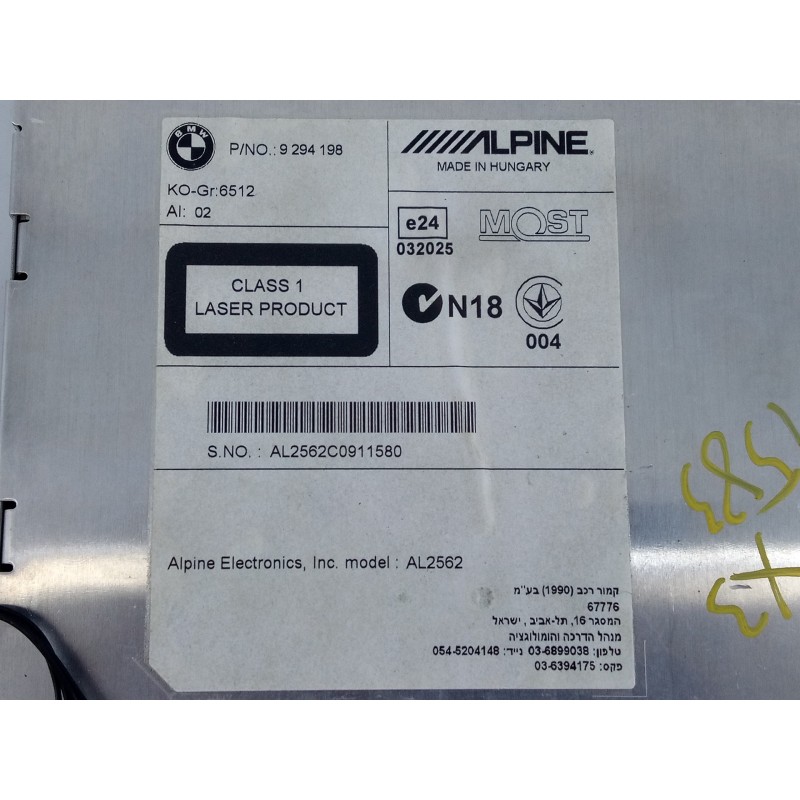 BMW
P/NO.: 9 294 198
KO-Gr:6512
AI: 02
ALPINE
MADE IN HUNGARY
e24
032025
MOST
N18
004
CLASS 1
LASER PRODUCT
S.NO. : AL2562C0911580
Alpine Electronics, Inc. model : AL2562
קמור רכב (1990) בע"מ
67776
המסגר 16, תל-אביב, ישראל
מנהל הדרכה והומולוגציה
טלפון: 03-6899038 נייד: 054-5204148
פקס: 03-6394175
X3